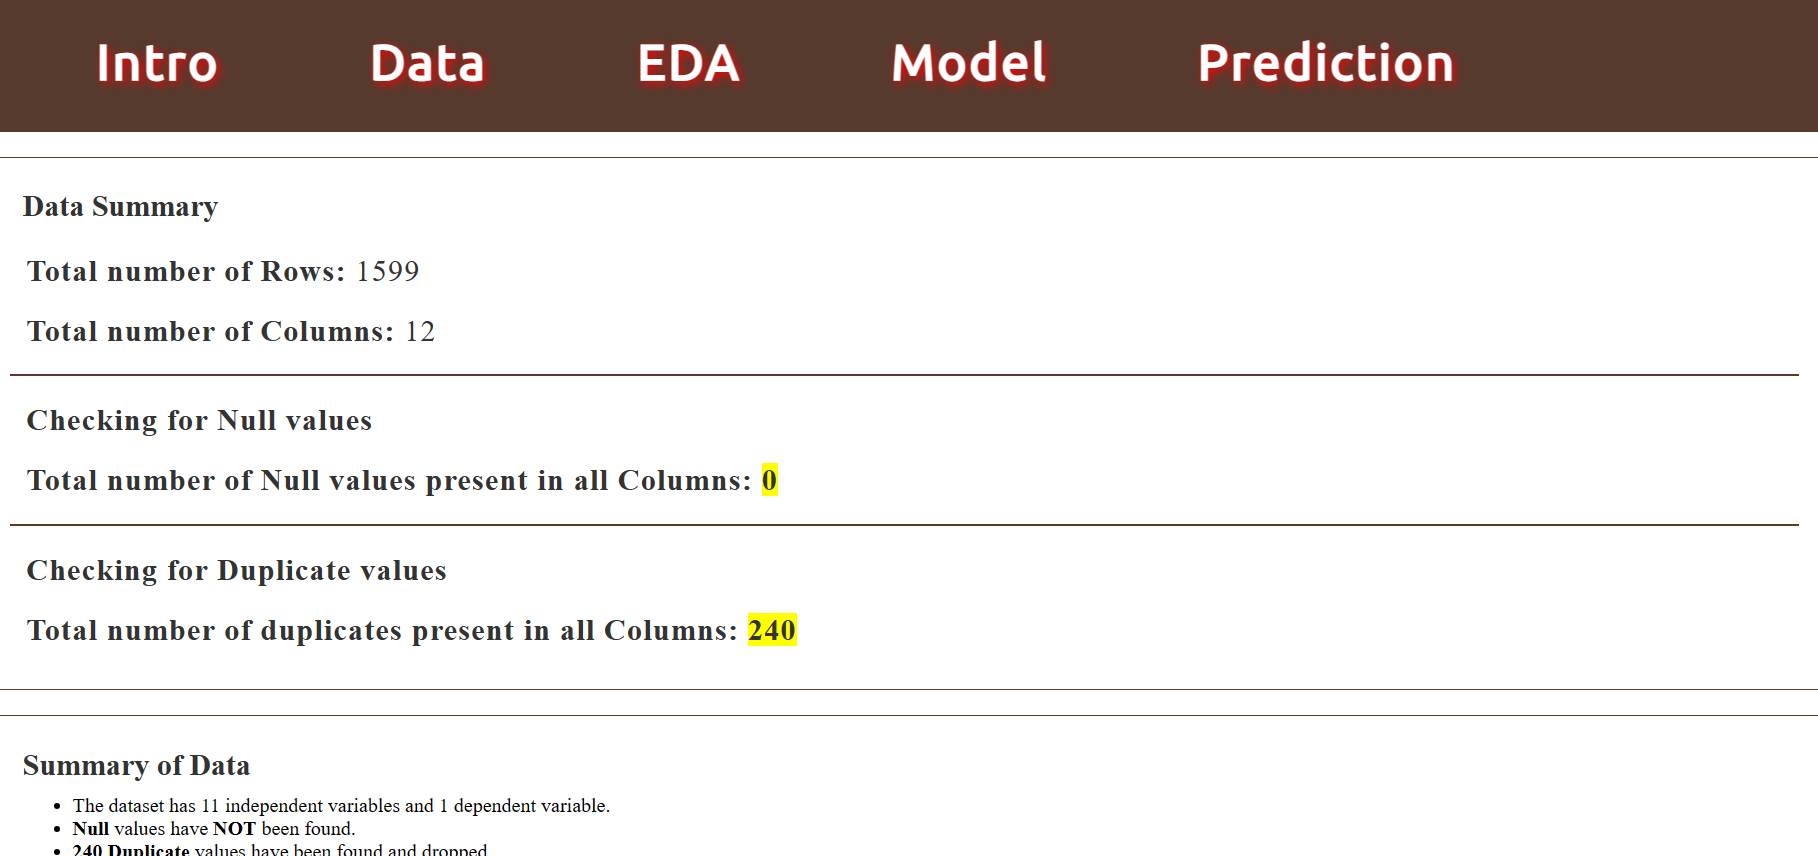 Intro Data EDA Model Prediction
Data Summary
Total number of Rows: 1599
Total number of Columns: 12
Checking for Null values
Total number of Null values present in all Columns: 0
Checking for Duplicate values
Total number of duplicates present in all Columns: 240
Summary of Data
The dataset has 11 independent variables and 1 dependent variable.
Null values have NOT been found.
240 Duplicate values have been found and dropped